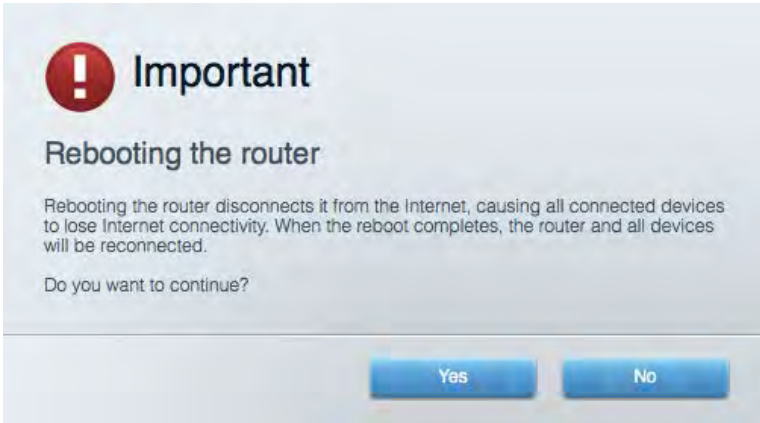 Important
Rebooting the router
Rebooting the router disconnects it from the Internet, causing all connected devices
to lose Internet connectivity. When the reboot completes, the router and all devices
will be reconnected.
Do you want to continue?
Yes No